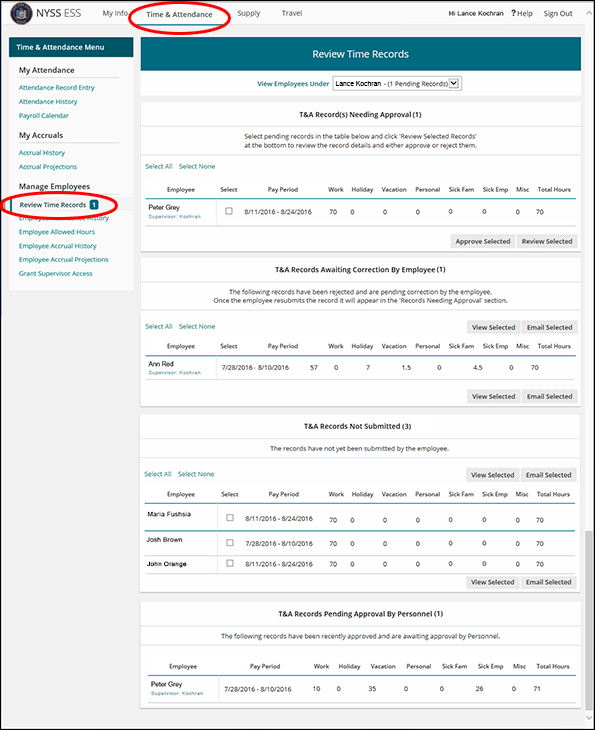 NYSS ESS My Info Time & Attendance Supply Travel Hi Lance Kochran ? Help Sign Out
Time & Attendance Menu
My Attendance
Attendance Record Entry
Attendance History
Payroll Calendar
My Accruals
Accrual History
Accrual Projections
Manage Employees
Review Time Records 1
Employee Attendance History
Employee Allowed Hours
Employee Accrual History
Employee Accrual Projections
Grant Supervisor Access
Review Time Records
View Employees Under Lance Kochran - (1 Pending Records)
T&A Record(s) Needing Approval (1)
Select pending records in the table below and click 'Review Selected Records'
at the bottom to review the record details and either approve or reject them.
Select All Select None
Employee Select Pay Period Work Holiday Vacation Personal Sick Fam Sick Emp Misc Total Hours
Peter Grey 8/11/2016 - 8/24/2016 70 0 0 0 0 0 0 70
Supervisor: Kochran
Approve Selected Review Selected
T&A Records Awaiting Correction By Employee (1)
The following records have been rejected and are pending correction by the employee.
Once the employee resubmits the record it will appear in the 'Records Needing Approval' section.
View Selected Email Selected
Select All Select None
Employee Select Pay Period Work Holiday Vacation Personal Sick Fam Sick Emp Misc Total Hours
Ann Red 7/28/2016 - 8/10/2016 57 0 7 1.5 0 4.5 0 70
Supervisor: Kochran
View Selected Email Selected
T&A Records Not Submitted (3)
The records have not yet been submitted by the employee.
Select All Select None View Selected Email Selected
Employee Select Pay Period Work Holiday Vacation Personal Sick Fam Sick Emp Misc Total Hours
Maria Fushsia 8/11/2016 - 8/24/2016 70 0 0 0 0 0 0 70
Josh Brown 7/28/2016 - 8/10/2016 70 0 0 0 0 0 0 70
John Orange 8/11/2016 - 8/24/2016 70 0 0 0 0 0 0 70
View Selected Email Selected
T&A Records Pending Approval By Personnel (1)
The following records have been recently approved and are awaiting approval by Personnel.
Employee Pay Period Work Holiday Vacation Personal Sick Fam Sick Emp Misc Total Hours
Peter Grey 7/28/2016 - 8/10/2016 10 0 35 0 0 26 0 71
Supervisor: Kochran